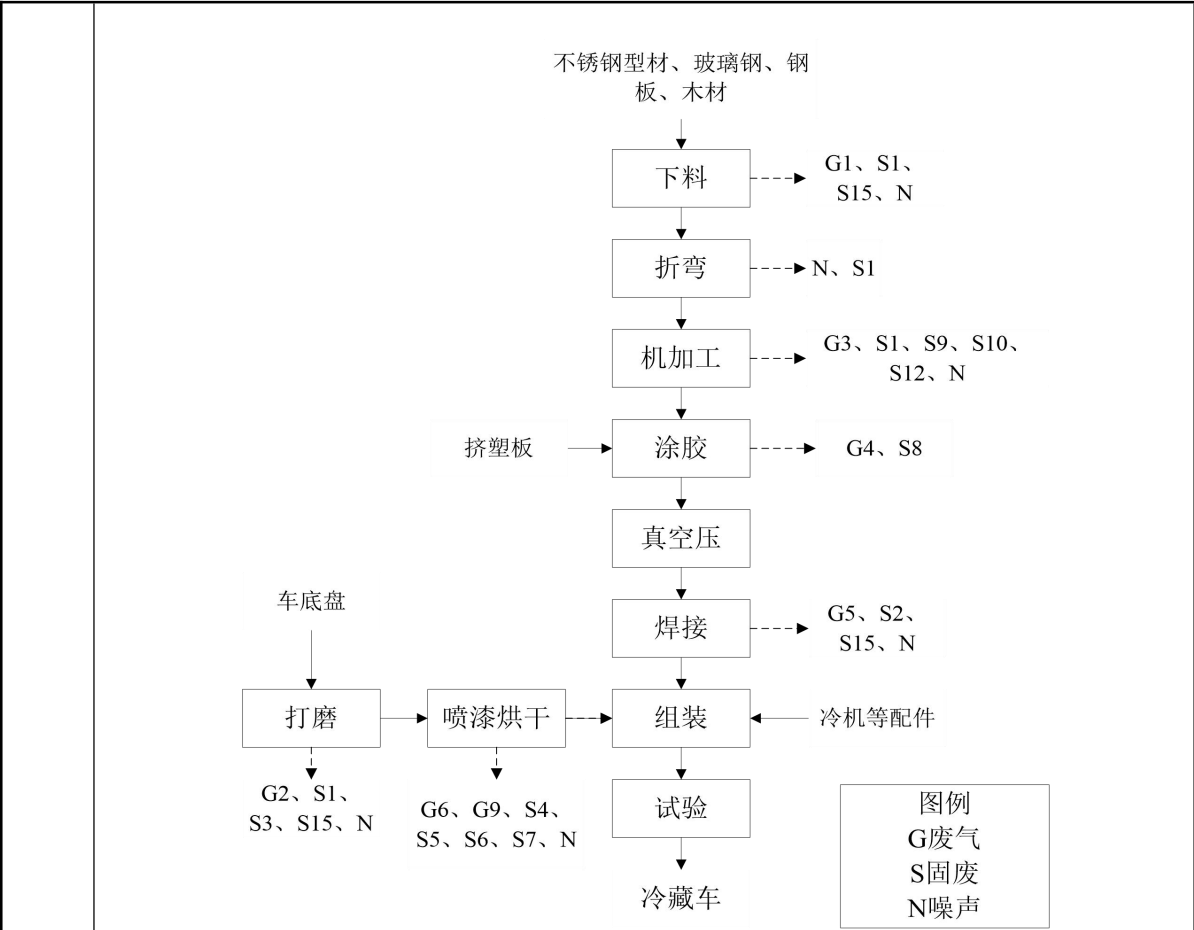 不锈钢型材、玻璃钢、钢
板、木材
下料
G1、S1、
S15、N
折弯
N、S1
机加工
G3、S1、S9、S10、
S12、N
挤塑板
涂胶
G4、S8
真空压
车底盘
焊接
G5、S2、
S15、N
打磨
喷漆烘干
组装
冷机等配件
G2、S1、
S3、S15、N
G6、G9、S4、
S5、S6、S7、N
试验
冷藏车
图例
G废气
S固废
N噪声